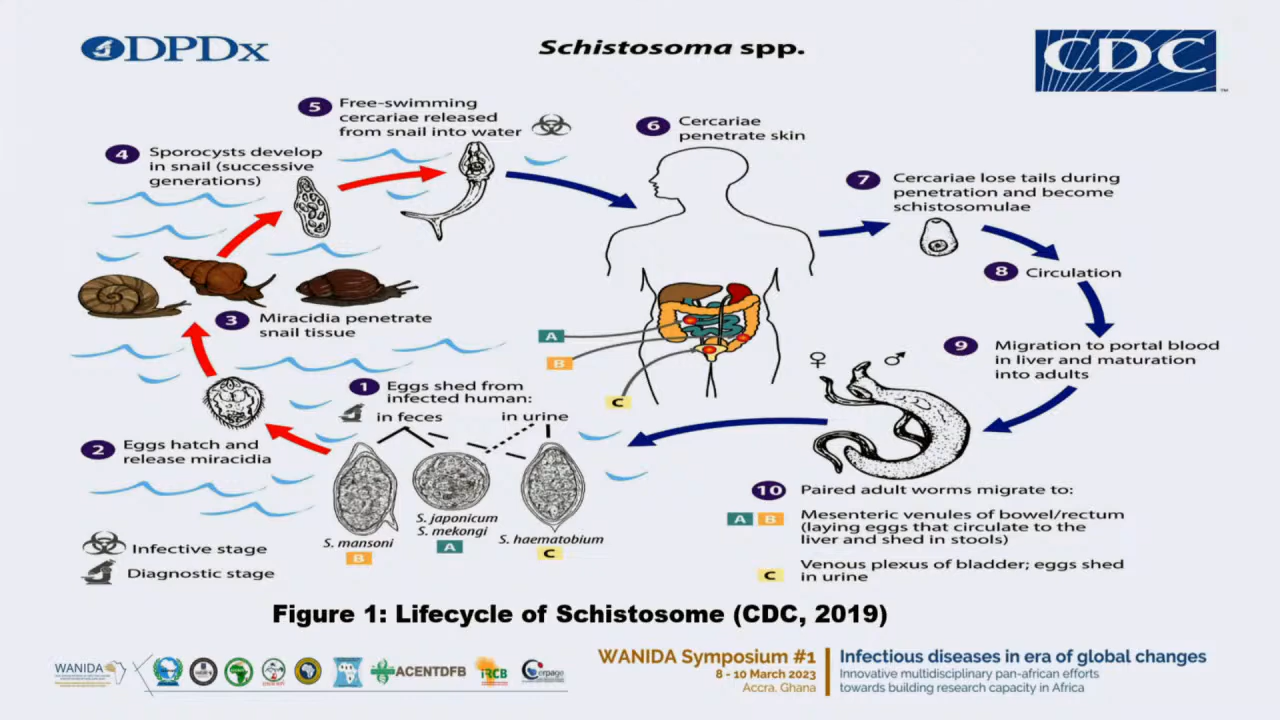 DPDx
Schistosoma spp.
CDC
TM
5
Free-swimming
cercariae released
from snail into water
6
Cercariae
penetrate skin
4
Sporocysts develop
in snail (successive
generations)
7
Cercariae lose tails during
penetration and become
schistosomulae
8
Circulation
3
Miracidia penetrate
snail tissue
A
B
C
9
Migration to portal blood
in liver and maturation
into adults
♀
♂
1
Eggs shed from
infected human:
in feces
in urine
2
Eggs hatch and
release miracidia
S. mansoni
B
S. japonicum
S. mekongi
A
S. haematobium
C
10
Paired adult worms migrate to:
A B
Mesenteric venules of bowel/rectum
(laying eggs that circulate to the
liver and shed in stools)
C
Venous plexus of bladder; eggs shed
in urine
Infective stage
Diagnostic stage
Figure 1: Lifecycle of Schistosome (CDC, 2019)
WANIDA
ACENTDFB
IRCB
Cerpage
WANIDA Symposium #1
8 - 10 March 2023
Accra, Ghana
Infectious diseases in era of global changes
Innovative multidisciplinary pan-african efforts
towards building research capacity in Africa